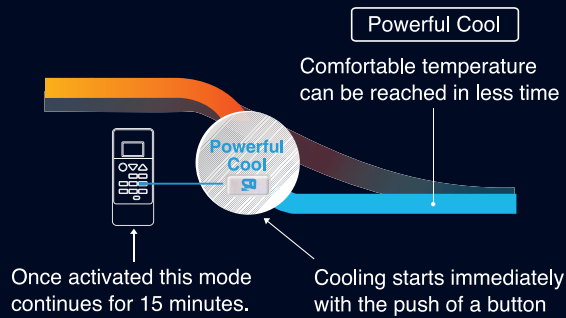 Powerful Cool
Comfortable temperature
can be reached in less time
Powerful
Cool
Once activated this mode
continues for 15 minutes.
Cooling starts immediately
with the push of a button